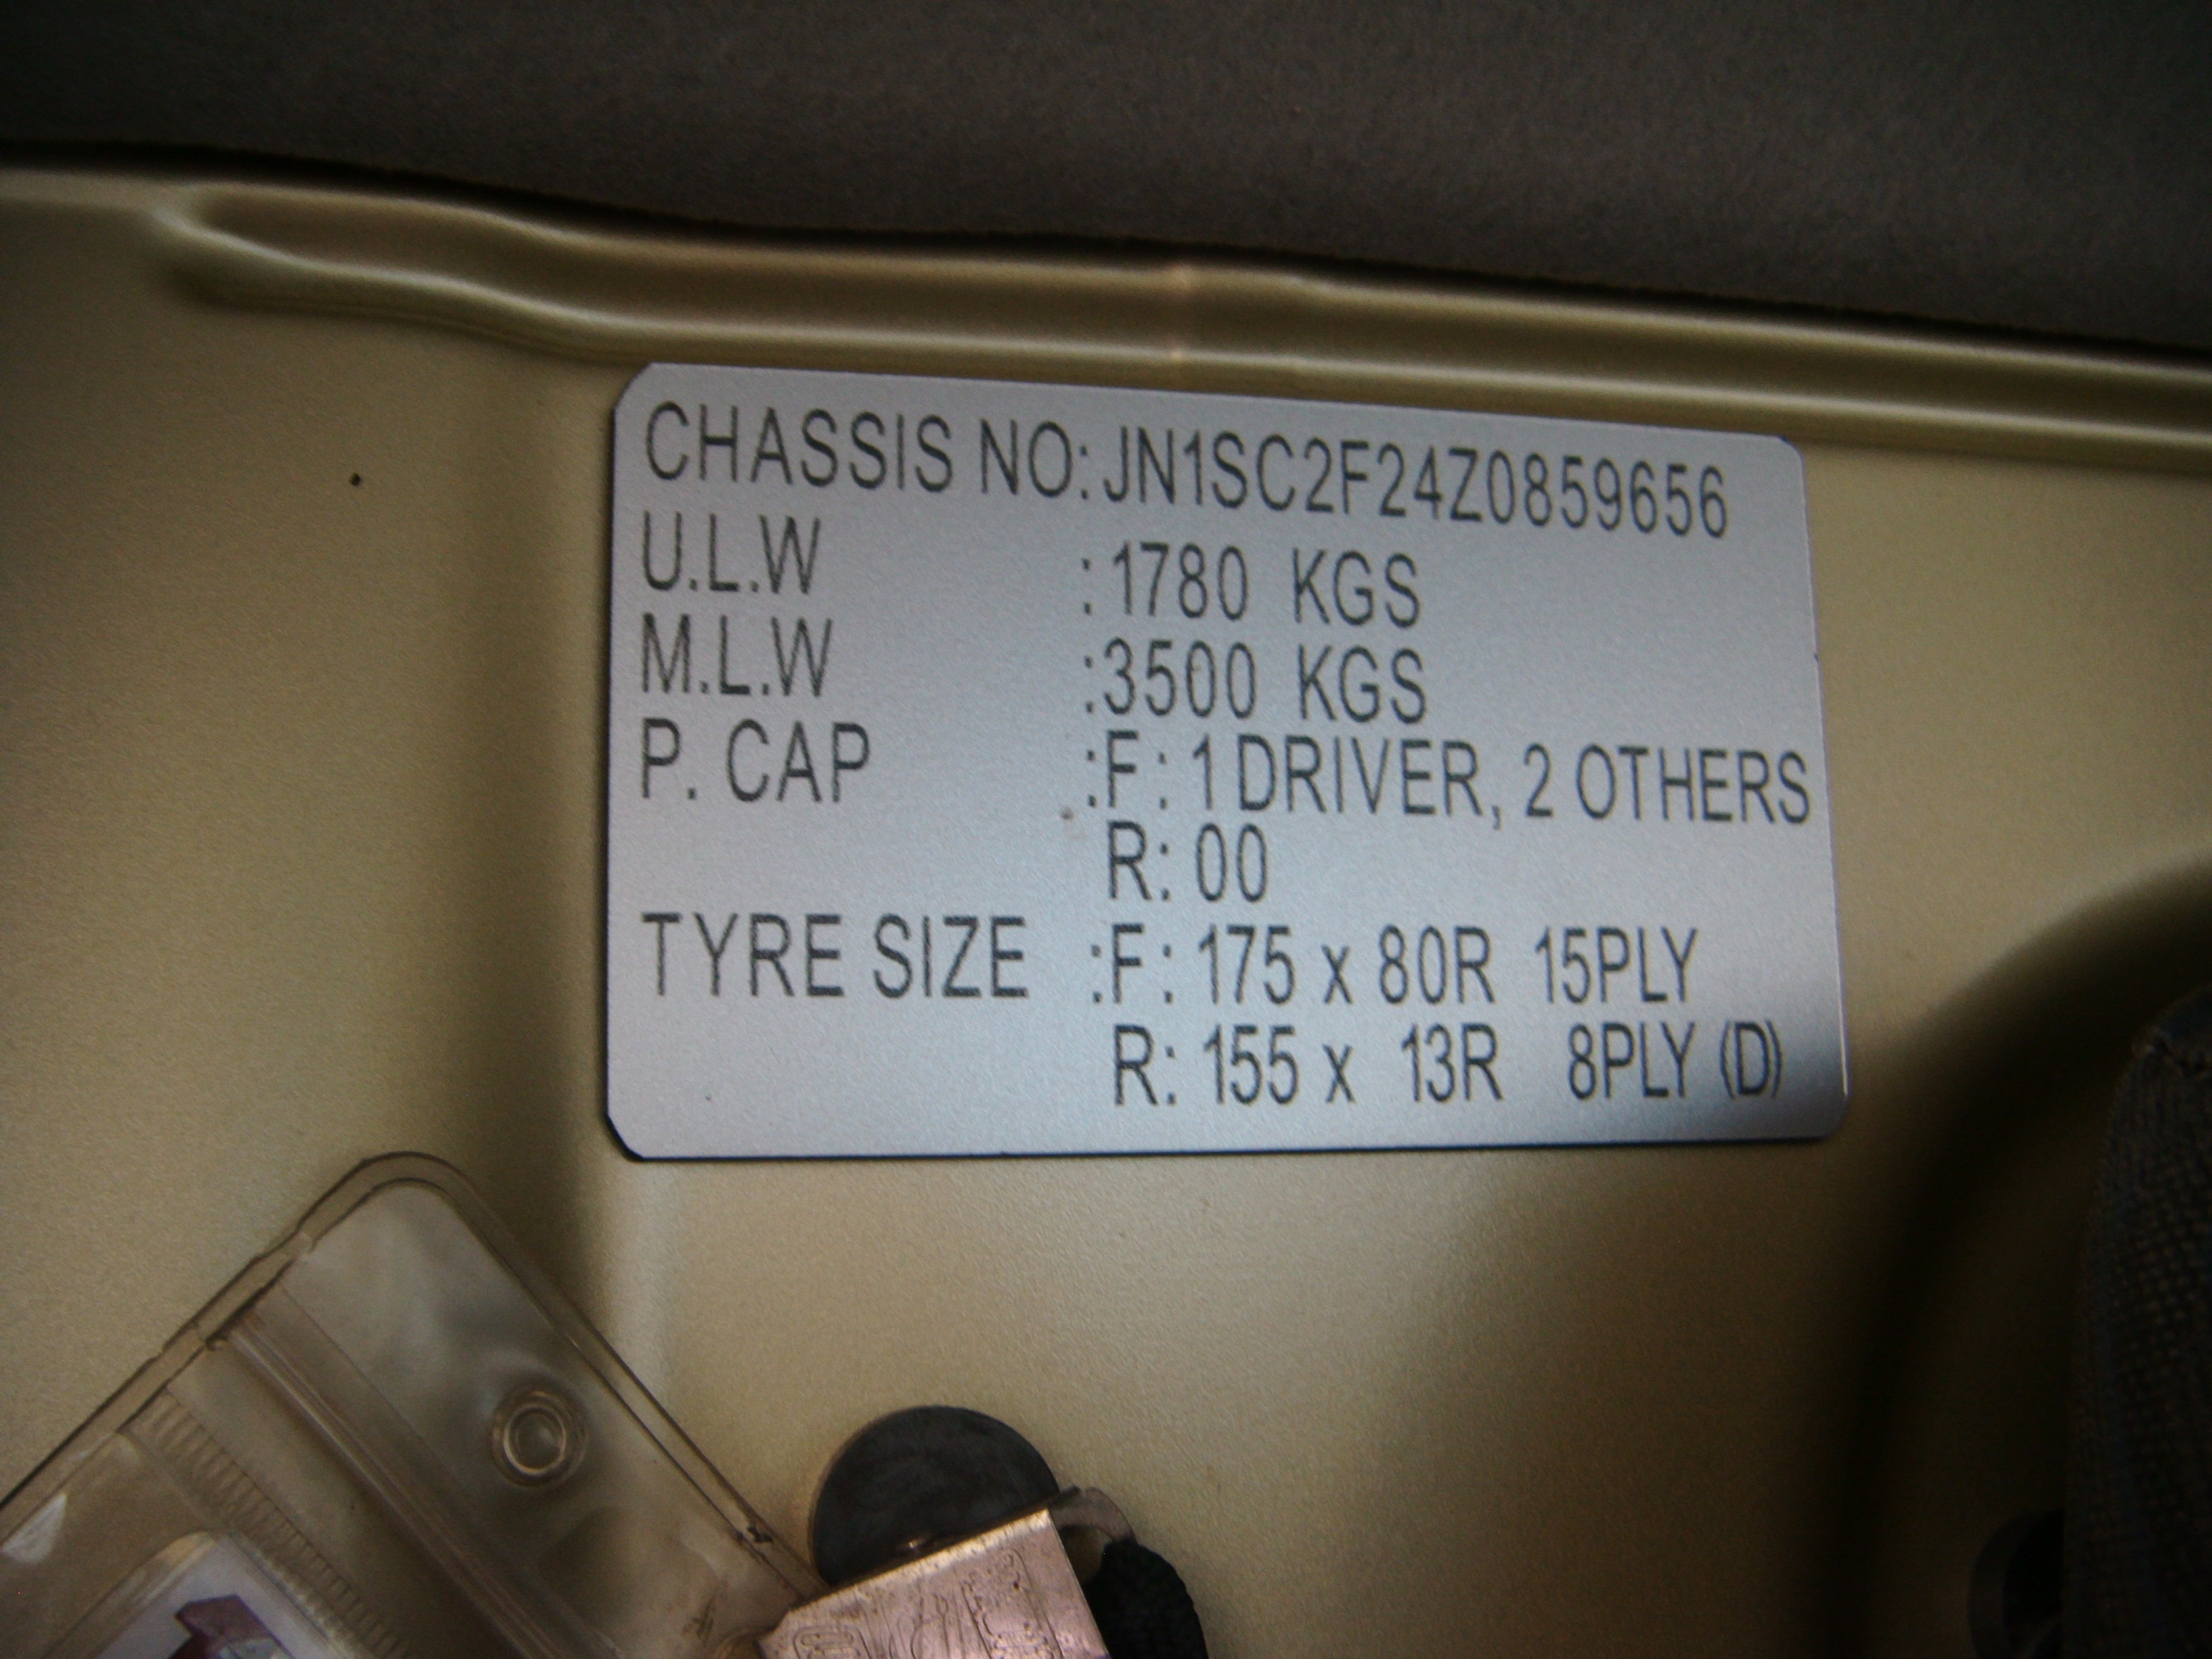 CHASSIS NO: JN1SC2F24Z0859656
U.L.W : 1780 KGS
M.L.W :3500 KGS
P. CAP :F: 1 DRIVER, 2 OTHERS
R: 00
TYRE SIZE :F: 175 x 80R 15PLY
R: 155 x 13R 8PLY (D)